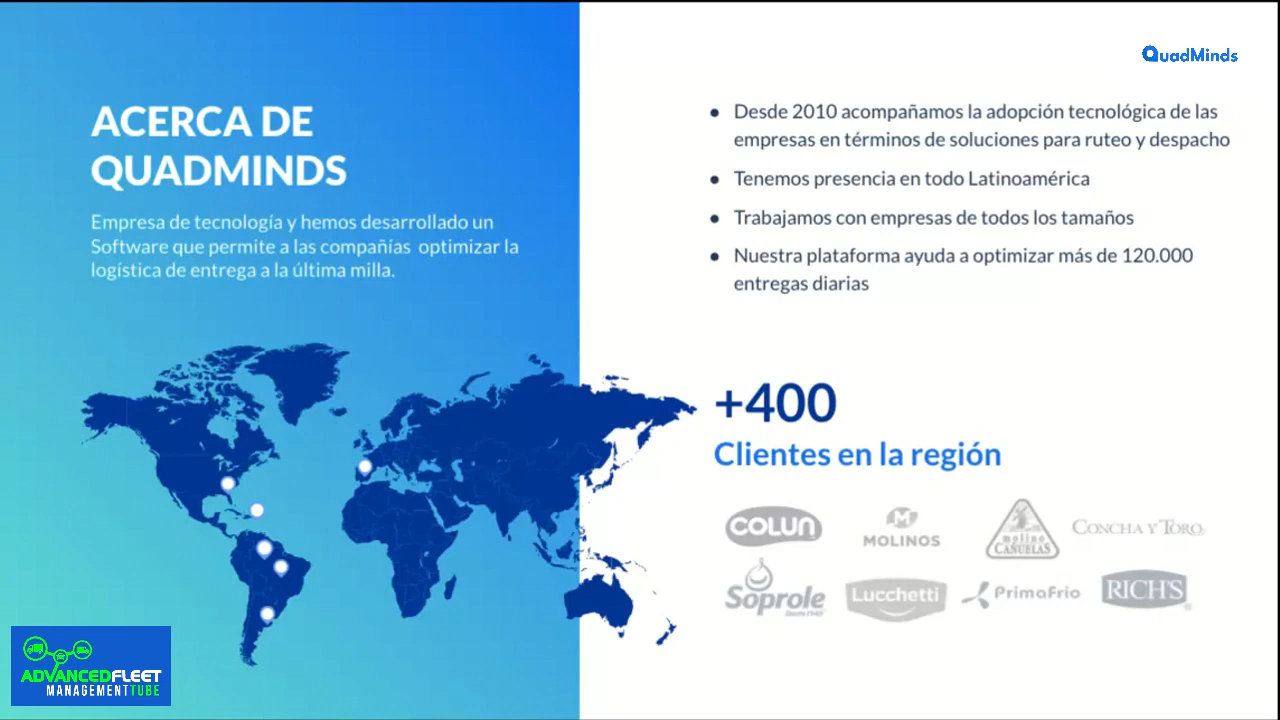 QuadMinds
ACERCA DE
QUADMINDS
Empresa de tecnología y hemos desarrollado un
Software que permite a las compañías optimizar la
logística de entrega a la última milla.
Desde 2010 acompañamos la adopción tecnológica de las
empresas en términos de soluciones para ruteo y despacho
Tenemos presencia en todo Latinoamérica
Trabajamos con empresas de todos los tamaños
Nuestra plataforma ayuda a optimizar más de 120.000
entregas diarias
+400
Clientes en la región
COLUN
MOLINOS
molino
CAÑUELAS
CONCHA Y TORO
Soprole
Lucchetti
PrimaFrio
RICH'S
ADVANCEDFLEET
MANAGEMENTTUBE